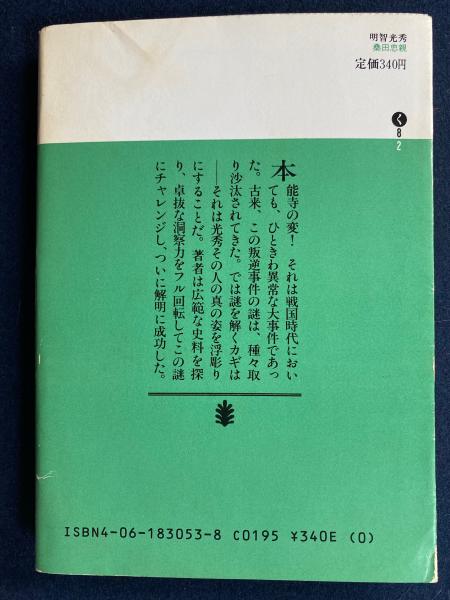 明智光秀
桑田忠親
定価340円
く
8
2
本能寺の変!それは戦国時代におい
ても、ひときわ異常な大事件であっ
た。古来、この叛逆事件の謎は、種々取
り沙汰されてきた。では謎を解くカギは
――それは光秀その人の真の姿を浮彫り
にすることだ。著者は広範な史料を探
り、卓抜な洞察力をフル回転してこの謎
にチャレンジし、ついに解明に成功した。
ISBN4-06-183053-8 C0195 ¥340E (0)